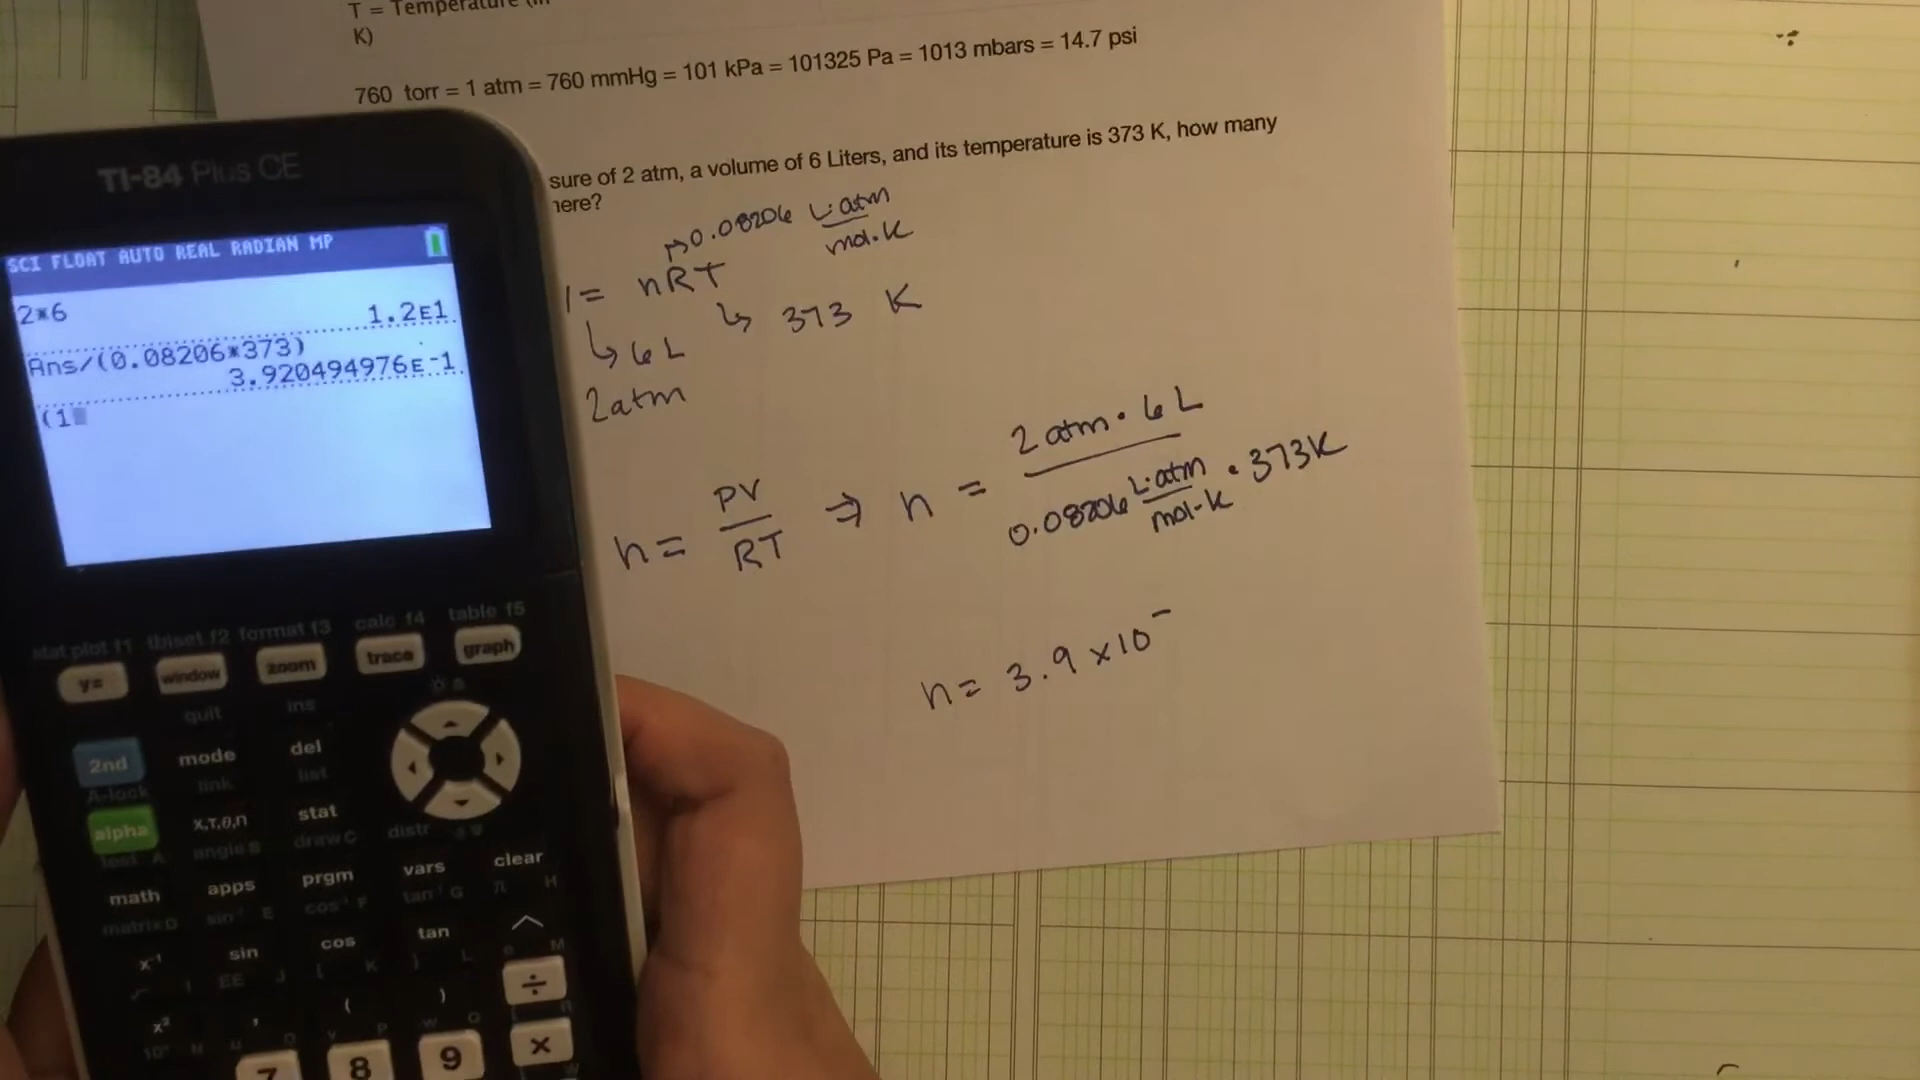 T = Temperature (in
K)
760 torr = 1 atm = 760 mmHg = 101 kPa = 101325 Pa = 1013 mbars = 14.7 psi
sure of 2 atm, a volume of 6 Liters, and its temperature is 373 K, how many
here?
↦0.08206 L·atm
mol·K
= nRT
↳ 6 L ↳ 373 K
2 atm
n = PV/RT ⇒ n = 2 atm · 6 L
0.08206 L·atm/mol·K · 373K
n = 3.9 x 10⁻
TI-84 Plus CE
SCI FLOAT AUTO REAL RADIAN MP
2*6
1.2E1
Ans/(0.08206*373)
3.920494976E-1
(1
stat plot f1 tblset f2 format f3 calc f4 table f5
y= window zoom trace graph
quit ins
2nd mode del
A-lock link list
alpha X,T,θ,n stat
test A angle B draw C distr
math apps prgm vars clear
matrix D sin⁻¹ E cos⁻¹ F tan⁻¹ G π H
x⁻¹ sin cos tan ^
EE J K L e M
x² , ( ) ÷
10ˣ N O P Q
7 8 9 ×